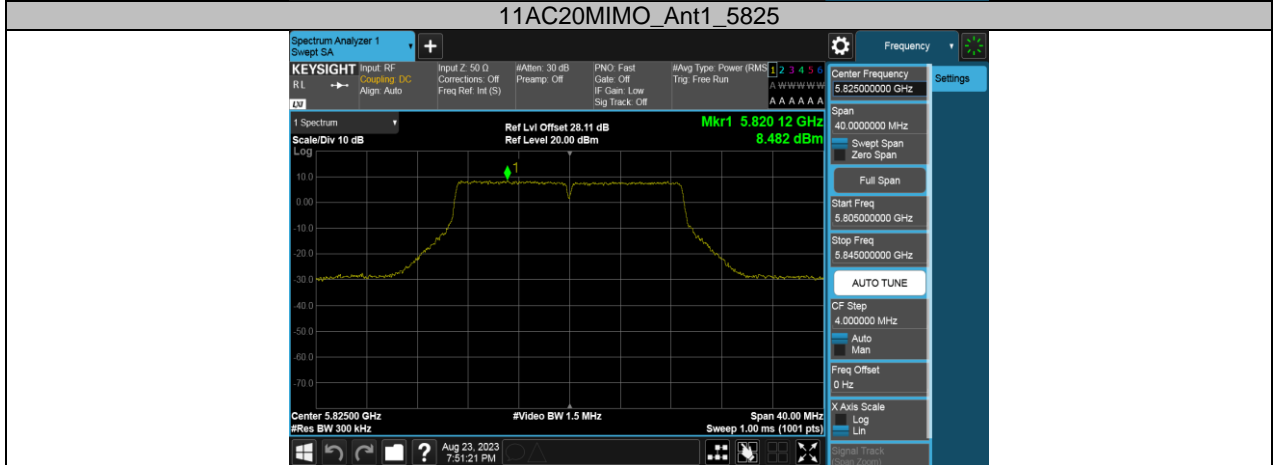 11AC20MIMO_Ant1_5825
Spectrum Analyzer 1
Swept SA
+
Frequency
KEYSIGHT
RL
Input: RF
Coupling: DC
Align: Auto
Input Z: 50 Ω
Corrections: Off
Freq Ref: Int (S)
#Atten: 30 dB
Preamp: Off
PNO: Fast
Gate: Off
IF Gain: Low
Sig Track: Off
#Avg Type: Power (RMS
Trig: Free Run
1 2 3 4 5 6
A W W W W W
A A A A A A
1 Spectrum
Scale/Div 10 dB
Log
Ref Lvl Offset 28.11 dB
Ref Level 20.00 dBm
Mkr1 5.820 12 GHz
8.482 dBm
1
10.0
0.00
-10.0
-20.0
-30.0
-40.0
-50.0
-60.0
-70.0
Center 5.82500 GHz
#Res BW 300 kHz
#Video BW 1.5 MHz
Span 40.00 MHz
Sweep 1.00 ms (1001 pts)
?
Aug 23, 2023
7:51:21 PM
Center Frequency
5.825000000 GHz
Settings
Span
40.0000000 MHz
Swept Span
Zero Span
Full Span
Start Freq
5.805000000 GHz
Stop Freq
5.845000000 GHz
AUTO TUNE
CF Step
4.000000 MHz
Auto
Man
Freq Offset
0 Hz
X Axis Scale
Log
Lin
Signal Track
(Span Zoom)